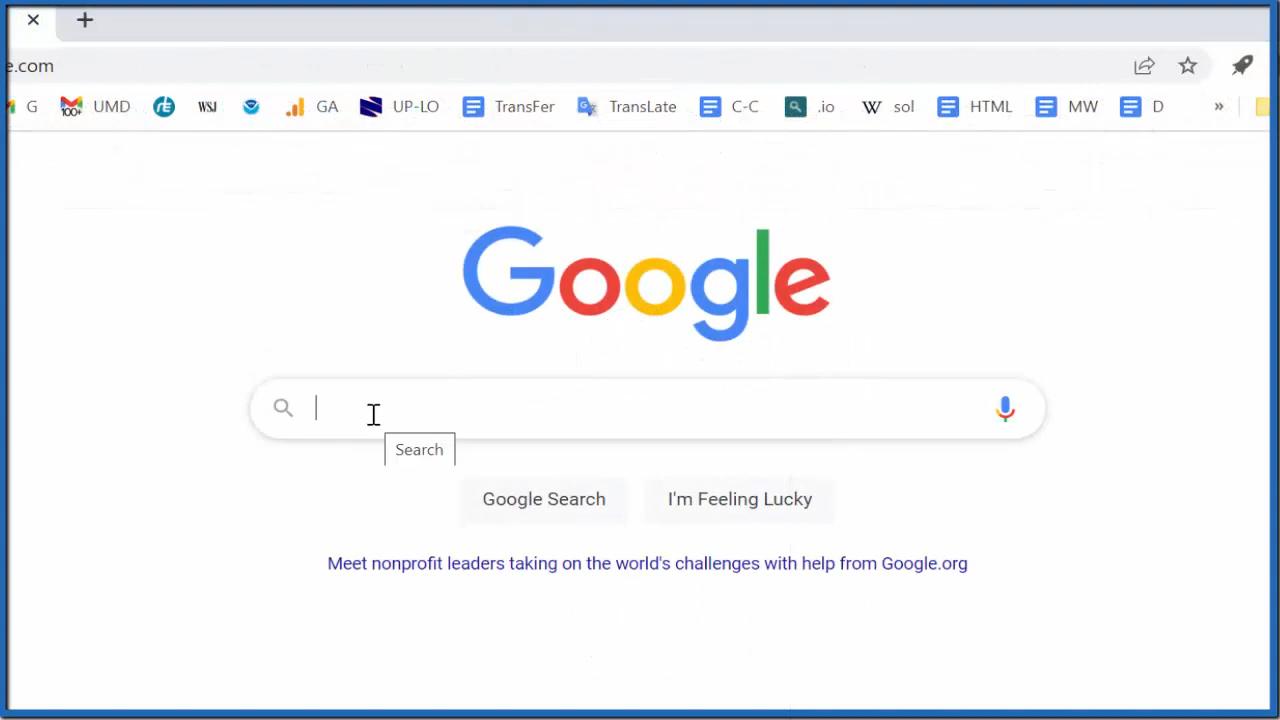 e.com
G UMD WSJ GA UP-LO TransFer TransLate C-C .io sol HTML MW D »
Google
Search
Google Search I'm Feeling Lucky
Meet nonprofit leaders taking on the world's challenges with help from Google.org